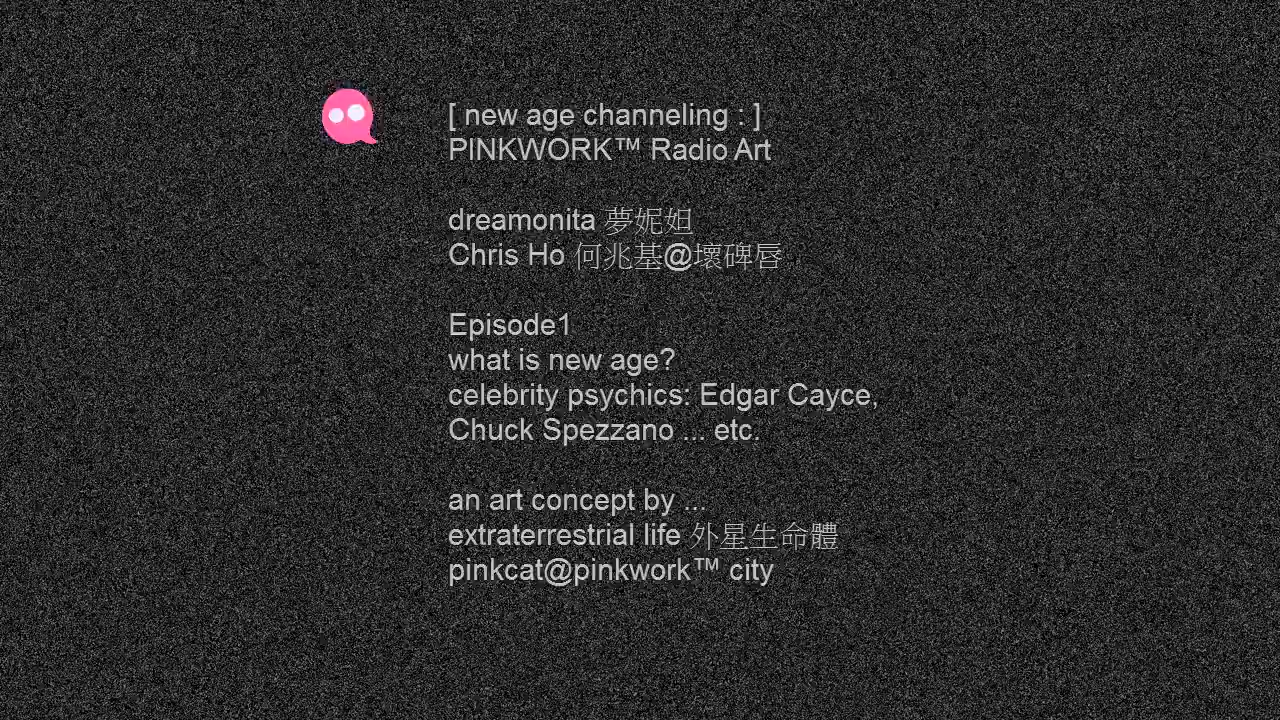 [ new age channeling : ]
PINKWORK™ Radio Art
dreamonita 夢妮妲
Chris Ho 何兆基@壞碑唇
Episode1
what is new age?
celebrity psychics: Edgar Cayce,
Chuck Spezzano ... etc.
an art concept by ...
extraterrestrial life 外星生命體
pinkcat@pinkwork™ city